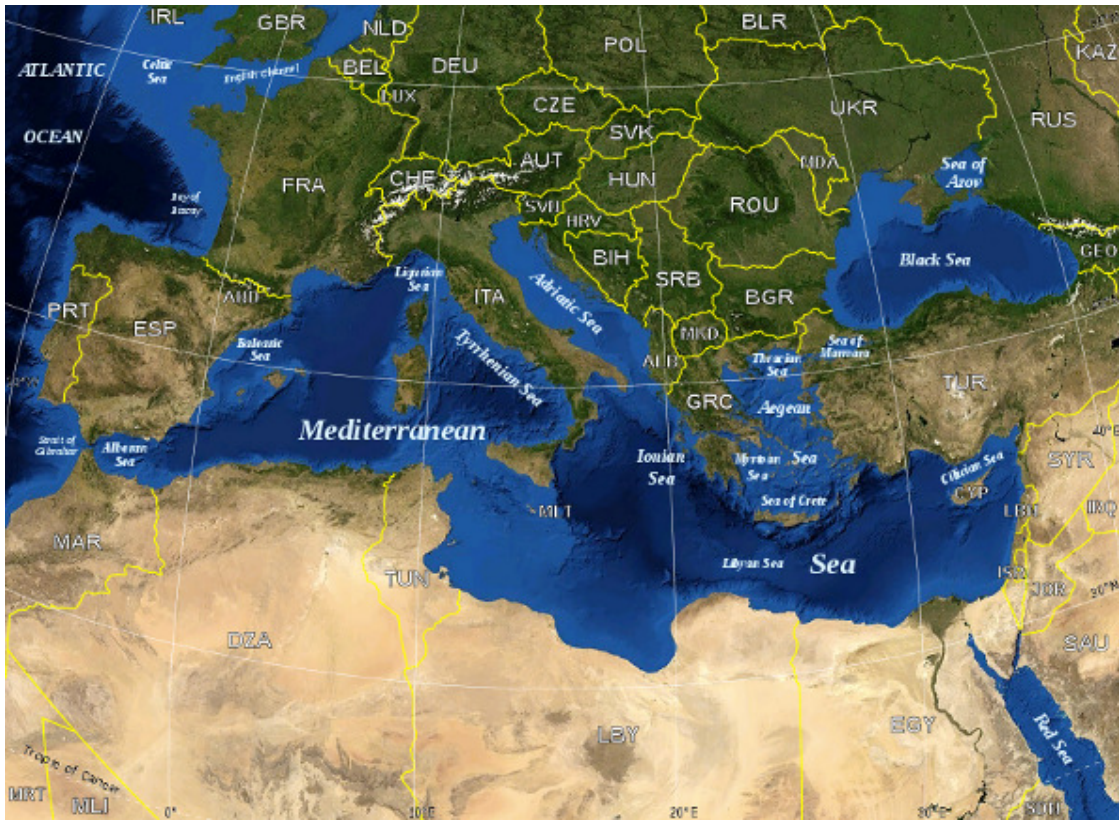 IRL
GBR
NLD
POL
BLR
KAZ
ATLANTIC
OCEAN
Celtic
Sea
English Channel
BEL
LUX
DEU
CZE
SVK
UKR
RUS
Bay of
Biscay
FRA
CHE
AUT
HUN
MDA
ROU
Sea of
Azov
SVN
HRV
BIH
SRB
Black Sea
GEO
PRT
ESP
AND
Ligurian
Sea
ITA
Adriatic Sea
BGR
MKD
ALB
Balearic
Sea
Tyrrhenian Sea
Thracian
Sea
Sea of
Marmara
TUR
GRC
Aegean
Sea
Mediterranean
Sea
Strait of
Gibraltar
Alboran
Sea
Ionian
Sea
Myrtoan
Sea
Sea of Crete
Cilician Sea
CYP
SYR
40°N
LBN
IRQ
MLT
MAR
TUN
Libyan Sea
JOR
30°N
DZA
LBY
EGY
SAU
Red Sea
Tropic of Cancer
MRT
MLI
0°
10°E
20°E
30°E